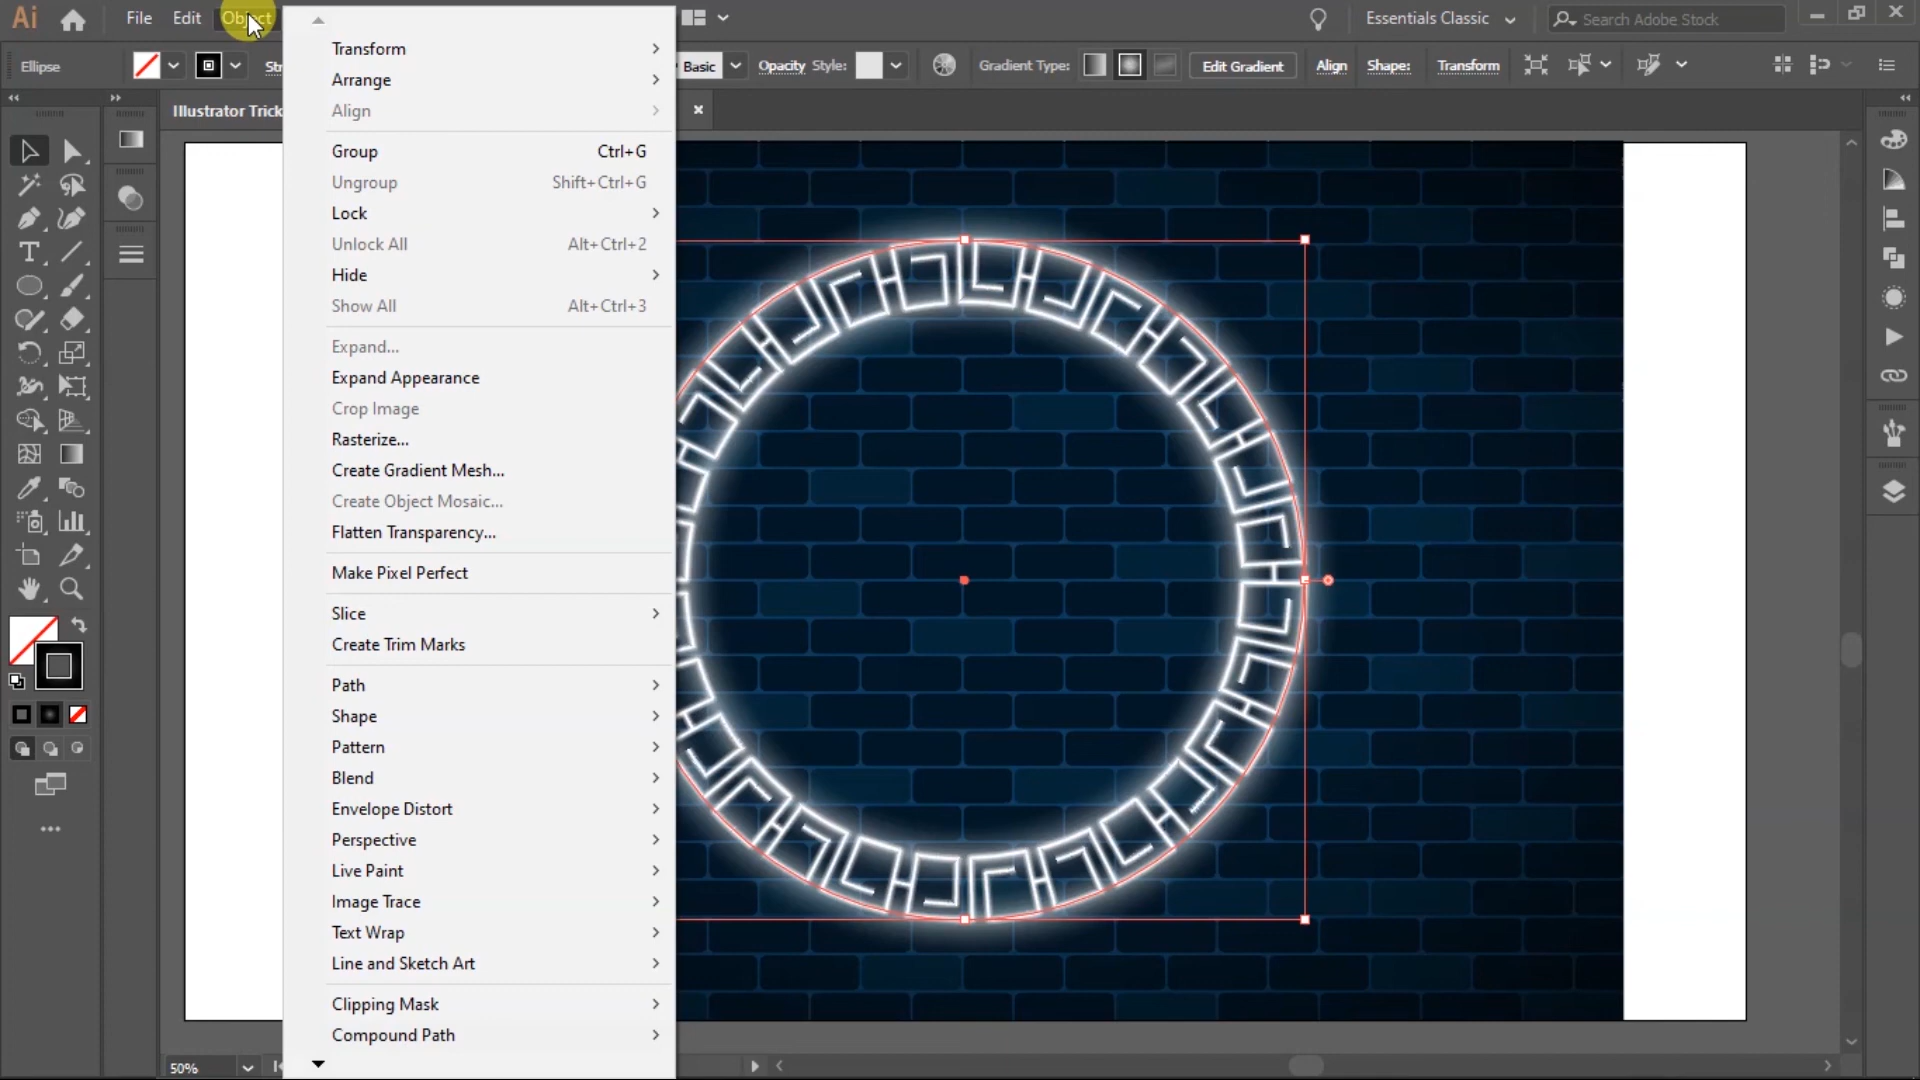 Ai File Edit Object Essentials Classic Search Adobe Stock
Ellipse Basic Opacity Style: Gradient Type: Edit Gradient Align Shape: Transform
Illustrator Trick
Transform
Arrange
Align
Group Ctrl+G
Ungroup Shift+Ctrl+G
Lock
Unlock All Alt+Ctrl+2
Hide
Show All Alt+Ctrl+3
Expand...
Expand Appearance
Crop Image
Rasterize...
Create Gradient Mesh...
Create Object Mosaic...
Flatten Transparency...
Make Pixel Perfect
Slice
Create Trim Marks
Path
Shape
Pattern
Blend
Envelope Distort
Perspective
Live Paint
Image Trace
Text Wrap
Line and Sketch Art
Clipping Mask
Compound Path
50%